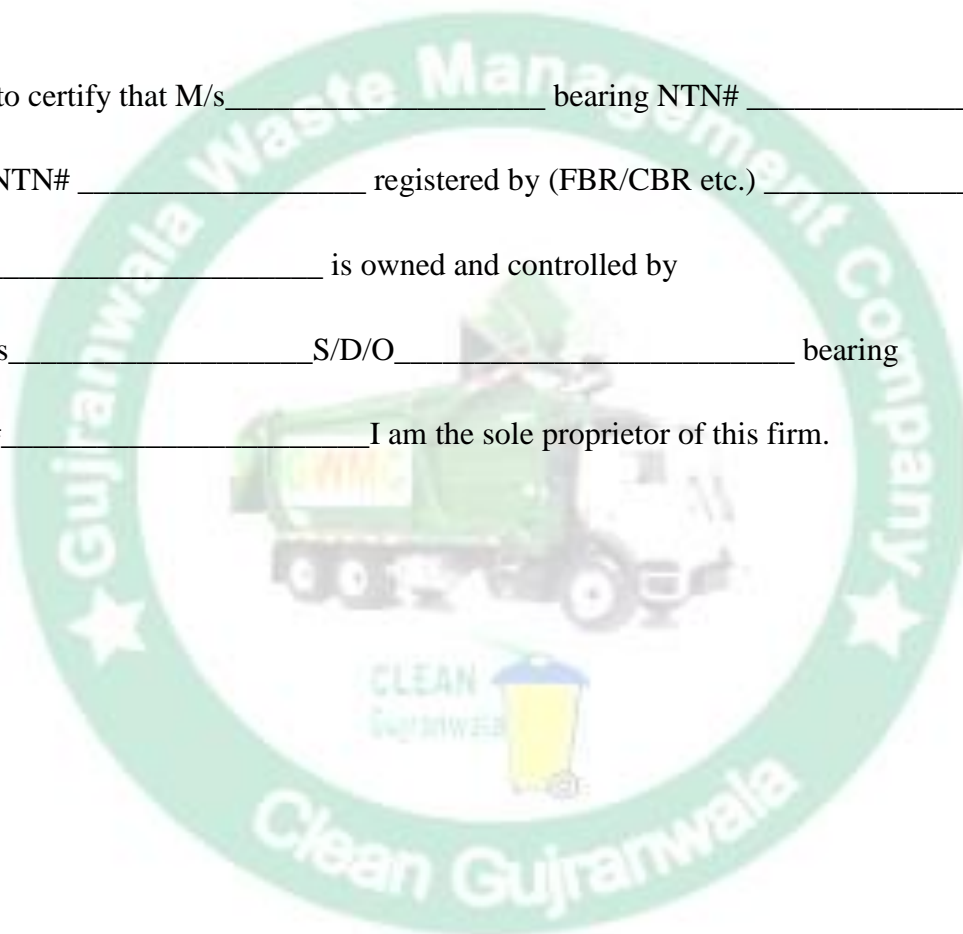 to certify that M/s____________________ bearing NTN# ______________
NTN# __________________ registered by (FBR/CBR etc.) _____________
_____________________ is owned and controlled by
s___________________S/D/O_________________________ bearing
_______________________I am the sole proprietor of this firm.
Gujranwala Waste Management Company
GWMC
CLEAN
Gujranwala
Clean Gujranwala